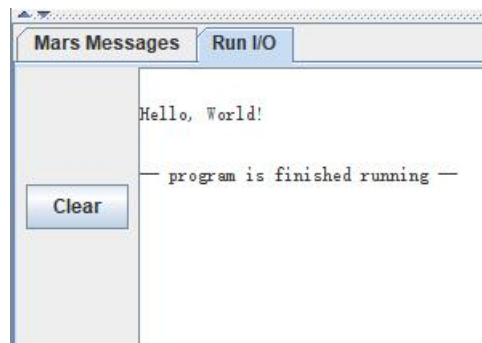 Mars Messages Run I/O
Hello, World!
— program is finished running —
Clear